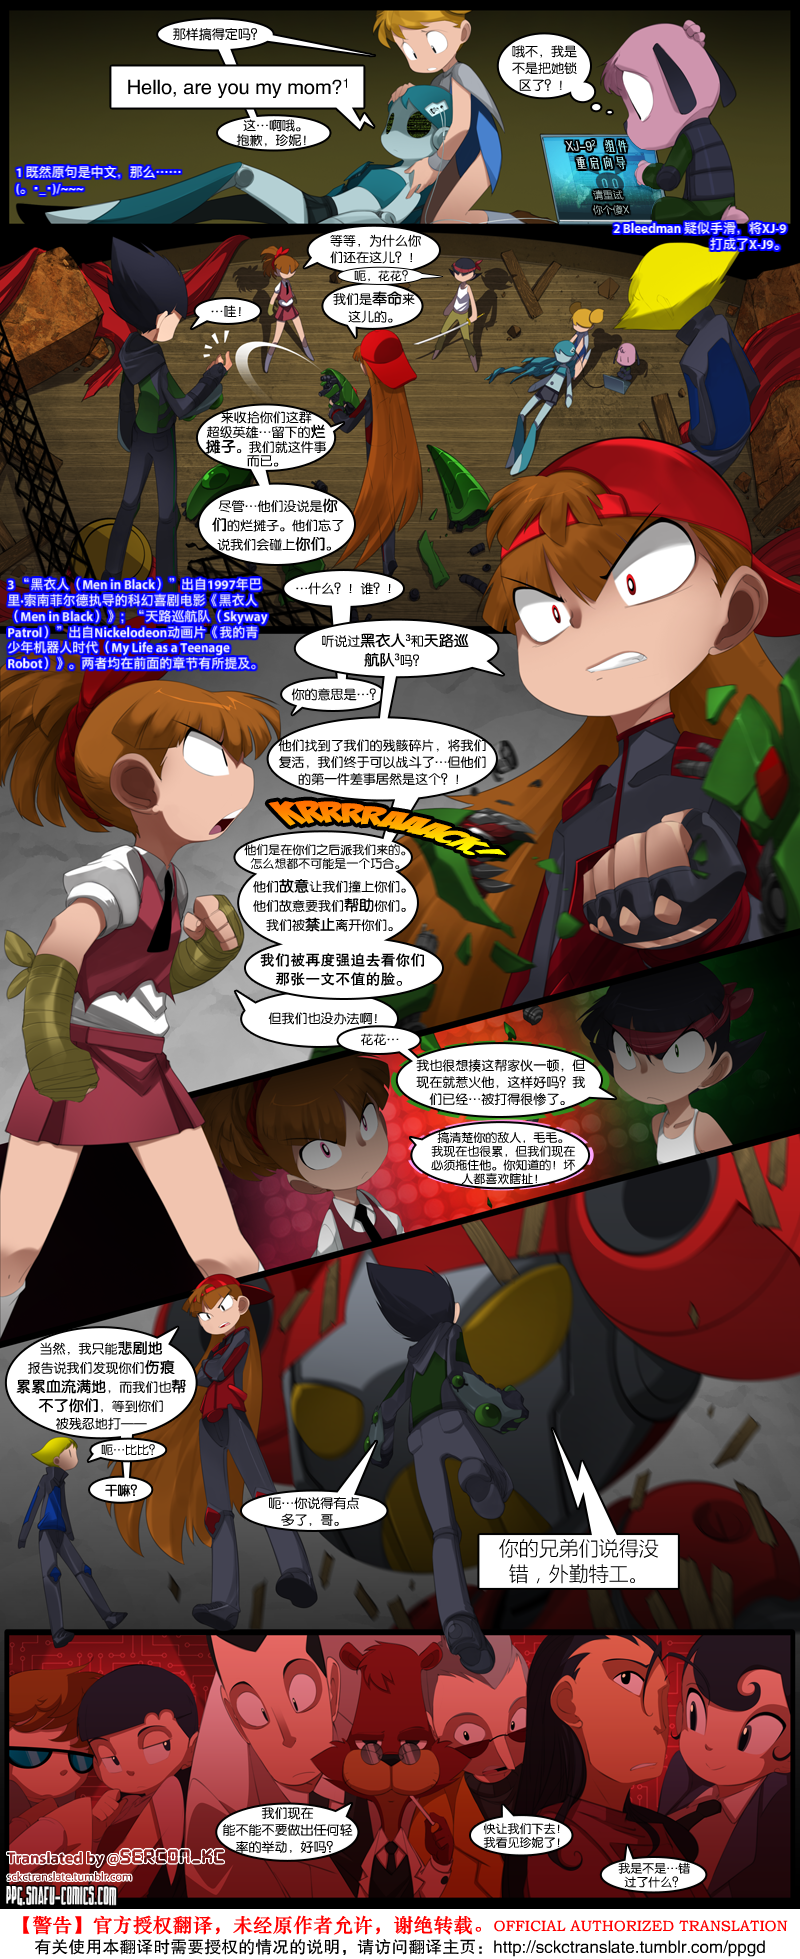 那样搞得定吗？
Hello, are you my mom?¹
哦不，我是
不是把她锁
区了？！
这…啊哦。
抱歉，珍妮！
XJ-9² 组件
重启向导
请重试
你个傻X
1 既然原句是中文，那么……
(。•_•)/~~~
2 Bleedman 疑似手滑，将XJ-9
打成了X-J9。
等等，为什么你
们还在这儿？！
呃，花花？
我们是奉命来
这儿的。
…哇！
来收拾你们这群
超级英雄…留下的烂
摊子。我们就这件事
而已。
尽管…他们没说是你
们的烂摊子。他们忘了
说我们会碰上你们。
3 “黑衣人（Men in Black）”出自1997年巴
里·索南菲尔德执导的科幻喜剧电影《黑衣人
（Men in Black）》；“天路巡航队（Skyway
Patrol）”出自Nickelodeon动画片《我的青
少年机器人时代（My Life as a Teenage
Robot）》。两者均在前面的章节有所提及。
…什么？！谁？！
听说过黑衣人³和天路巡
航队³吗？
你的意思是…？
他们找到了我们的残骸碎片，将我们
复活，我们终于可以战斗了…但他们
的第一件差事居然是这个？！
KRRRRAAAACK!
他们是在你们之后派我们来的。
怎么想都不可能是一个巧合。
他们故意让我们撞上你们。
他们故意要我们帮助你们。
我们被禁止离开你们。
我们被再度强迫去看你们
那张一文不值的脸。
但我们也没办法啊！
花花…
我也很想揍这帮家伙一顿，但
现在就惹火他，这样好吗？我
们已经…被打得很惨了。
搞清楚你的敌人，毛毛。
我现在也很累，但我们现在
必须拖住他。你知道的！坏
人都喜欢瞎扯！
当然，我只能悲剧地
报告说我们发现你们伤痕
累累血流满地，而我们也帮
不了你们，等到你们
被残忍地打——
呃…比比？
干嘛？
呃…你说得有点
多了，哥。
你的兄弟们说得没
错，外勤特工。
我们现在
能不能不要做出任何轻
率的举动，好吗？
快让我们下去！
我看见珍妮了！
我是不是…错
过了什么？
Translated by @SERCON_KC
sckctranslate.tumblr.com
PPG.SNAFU-COMICS.COM
【警告】官方授权翻译，未经原作者允许，谢绝转载。OFFICIAL AUTHORIZED TRANSLATION
有关使用本翻译时需要授权的情况的说明，请访问翻译主页：http://sckctranslate.tumblr.com/ppgd